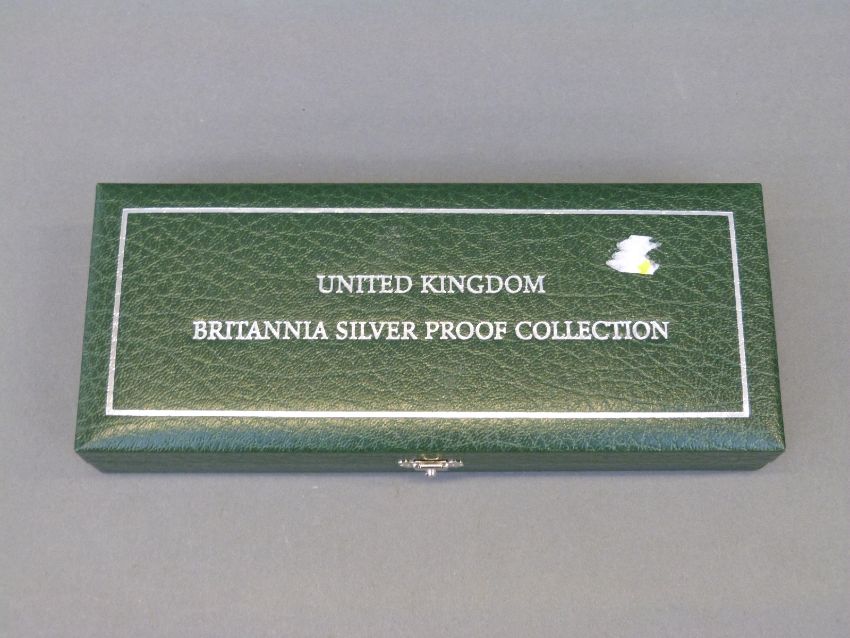 UNITED KINGDOM
BRITANNIA SILVER PROOF COLLECTION